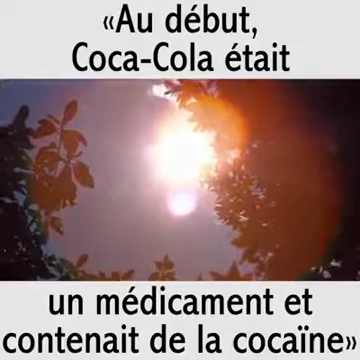 «Au début,
Coca-Cola était
un médicament et
contenait de la cocaïne»